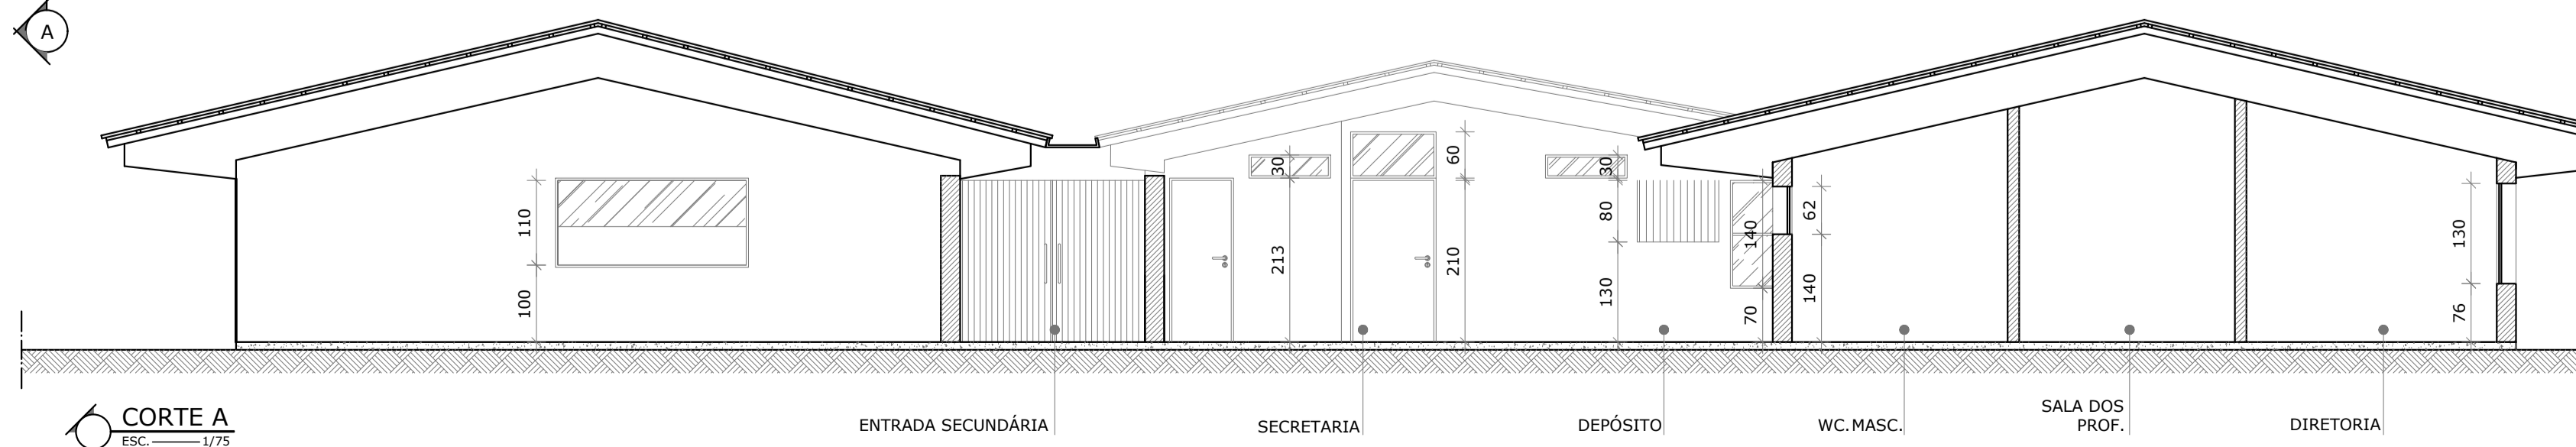 A
110
100
30
213
60
210
30
80
130
140
70
62
140
130
76
ENTRADA SECUNDÁRIA
SECRETARIA
DEPÓSITO
WC.MASC.
SALA DOS
PROF.
DIRETORIA
CORTE A
ESC. 1/75